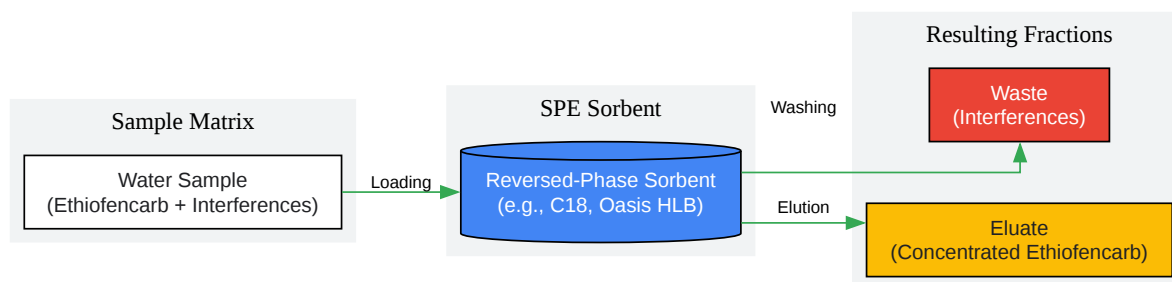 Sample Matrix
Water Sample
(Ethiofencarb + Interferences)
Loading
SPE Sorbent
Reversed-Phase Sorbent
(e.g., C18, Oasis HLB)
Washing
Elution
Resulting Fractions
Waste
(Interferences)
Eluate
(Concentrated Ethiofencarb)